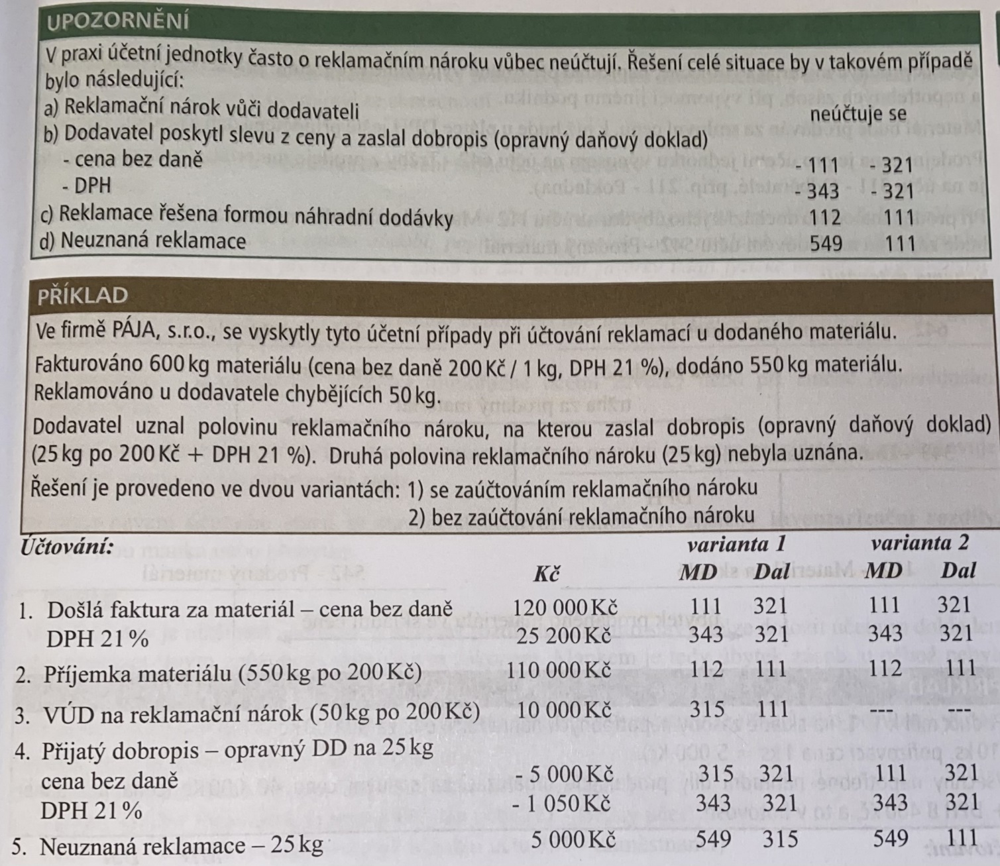 UPOZORNĚNÍ
V praxi účetní jednotky často o reklamačním nároku vůbec neúčtují. Řešení celé situace by v takovém případě
bylo následující:
a) Reklamační nárok vůči dodavateli neúčtuje se
b) Dodavatel poskytl slevu z ceny a zaslal dobropis (opravný daňový doklad)
- cena bez daně - 111 - 321
- DPH - 343 - 321
c) Reklamace řešena formou náhradní dodávky 112 111
d) Neuznaná reklamace 549 111
PŘÍKLAD
Ve firmě PÁJA, s.r.o., se vyskytly tyto účetní případy při účtování reklamací u dodaného materiálu.
Fakturováno 600 kg materiálu (cena bez daně 200 Kč / 1 kg, DPH 21 %), dodáno 550 kg materiálu.
Reklamováno u dodavatele chybějících 50 kg.
Dodavatel uznal polovinu reklamačního nároku, na kterou zaslal dobropis (opravný daňový doklad)
(25 kg po 200 Kč + DPH 21 %). Druhá polovina reklamačního nároku (25 kg) nebyla uznána.
Řešení je provedeno ve dvou variantách: 1) se zaúčtováním reklamačního nároku
2) bez zaúčtování reklamačního nároku
Účtování: varianta 1 varianta 2
Kč MD Dal MD Dal
1. Došlá faktura za materiál – cena bez daně 120 000 Kč 111 321 111 321
DPH 21 % 25 200 Kč 343 321 343 321
2. Příjemka materiálu (550 kg po 200 Kč) 110 000 Kč 112 111 112 111
3. VÚD na reklamační nárok (50 kg po 200 Kč) 10 000 Kč 315 111 --- ---
4. Přijatý dobropis – opravný DD na 25 kg
cena bez daně - 5 000 Kč 315 321 111 321
DPH 21 % - 1 050 Kč 343 321 343 321
5. Neuznaná reklamace – 25 kg 5 000 Kč 549 315 549 111